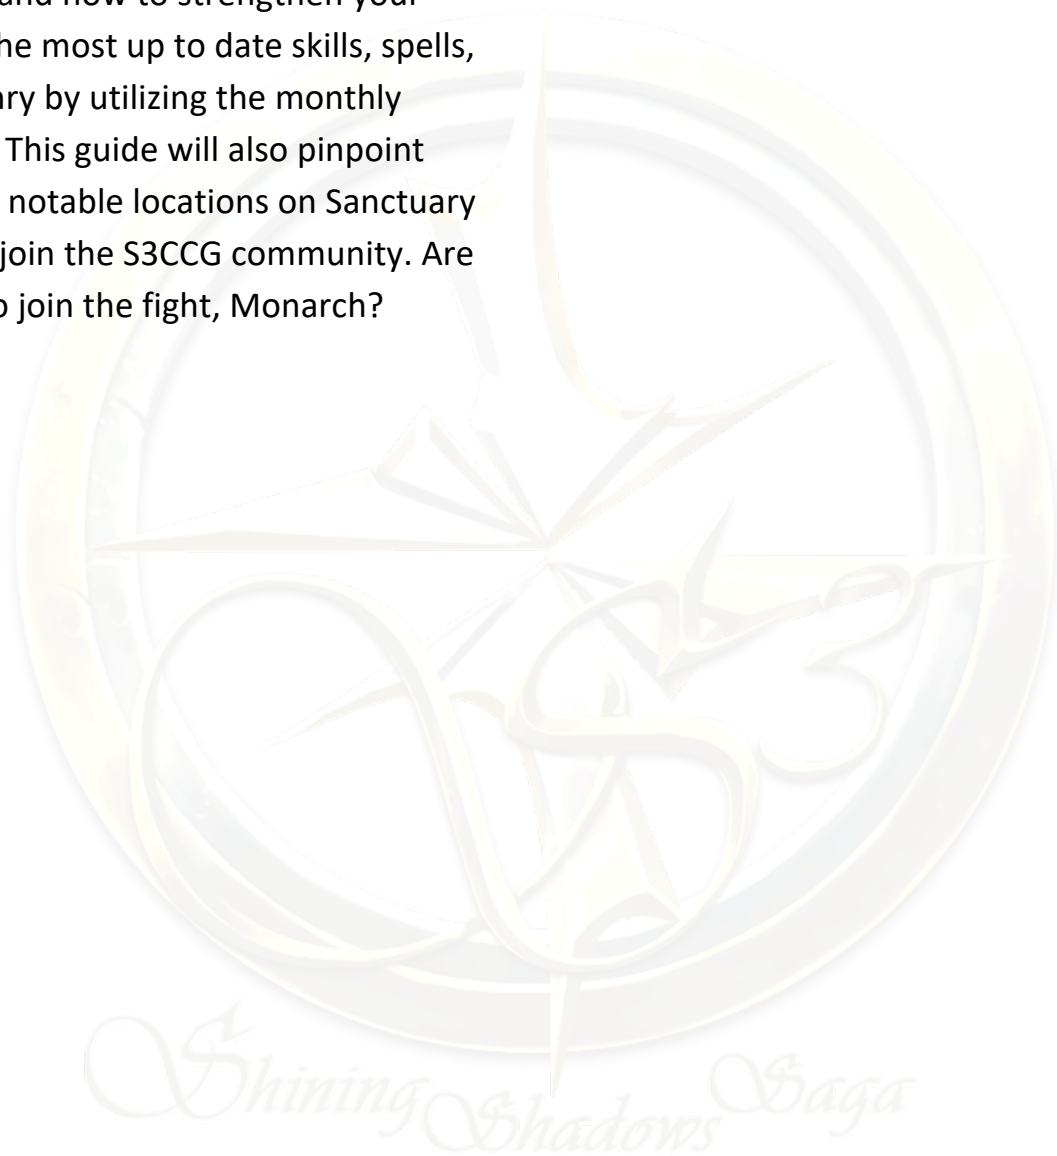 and how to strengthen your
he most up to date skills, spells,
ary by utilizing the monthly
This guide will also pinpoint
notable locations on Sanctuary
join the S3CCG community. Are
o join the fight, Monarch?
S3
Shining
Shadows
Saga